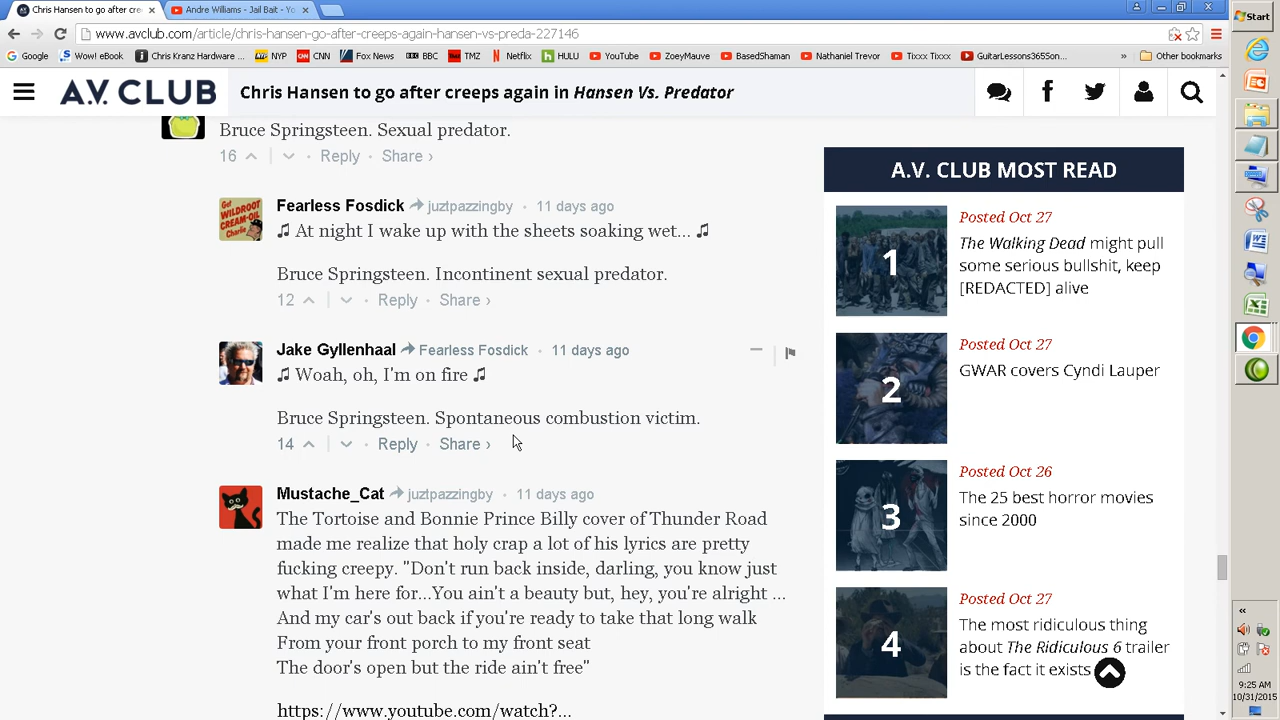 Chris Hansen to go after cre
Andre Williams - Jail Bait - Yo
www.avclub.com/article/chris-hansen-go-after-creeps-again-hansen-vs-pred-227146
Google
Wow! eBook
Chris Kranz Hardware
NYP
CNN
Fox News
BBC
TMZ
Netflix
HULU
YouTube
ZoeyMauve
BasedShaman
Nathaniel Trevor
Tixxx Tixxx
GuitarLessons365Son...
»
Other bookmarks
Start
A.V. CLUB
Chris Hansen to go after creeps again in Hansen Vs. Predator
Bruce Springsteen. Sexual predator.
16 • Reply • Share ›
Fearless Fosdick juztpazzingby • 11 days ago
♫ At night I wake up with the sheets soaking wet... ♫
Bruce Springsteen. Incontinent sexual predator.
12 • Reply • Share ›
Jake Gyllenhaal Fearless Fosdick • 11 days ago
♫ Woah, oh, I'm on fire ♫
Bruce Springsteen. Spontaneous combustion victim.
14 • Reply • Share ›
Mustache_Cat juztpazzingby • 11 days ago
The Tortoise and Bonnie Prince Billy cover of Thunder Road
made me realize that holy crap a lot of his lyrics are pretty
fucking creepy. "Don't run back inside, darling, you know just
what I'm here for...You ain't a beauty but, hey, you're alright ...
And my car's out back if you're ready to take that long walk
From your front porch to my front seat
The door's open but the ride ain't free"
https://www.youtube.com/watch?...
A.V. CLUB MOST READ
1
Posted Oct 27
The Walking Dead might pull
some serious bullshit, keep
[REDACTED] alive
2
Posted Oct 27
GWAR covers Cyndi Lauper
3
Posted Oct 26
The 25 best horror movies
since 2000
4
Posted Oct 27
The most ridiculous thing
about The Ridiculous 6 trailer
is the fact it exists
«
9:25 AM
10/31/2015